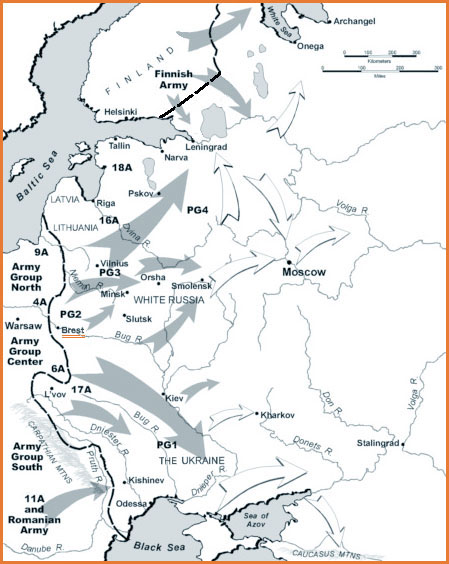 White Sea
Archangel
Onega
100 0 100 200 300
Kilometers
Miles
FINLAND
Finnish
Army
Helsinki
Baltic Sea
Tallin
Narva
Leningrad
18A
Pskov
LATVIA
Riga
16A
PG4
LITHUANIA
Dvina R.
Volga R.
9A
Army
Group
North
Vilnius
PG3
Nieman R.
Orsha
Moscow
Minsk
Smolensk
4A
PG2
WHITE RUSSIA
Warsaw
Brest
Slutsk
Army
Group
Center
Bug R.
6A
17A
L'vov
Kiev
Kharkov
Don R.
Volga R.
CARPATHIAN MTNS
Dniester R.
Bug R.
PG1
Donets R.
Stalingrad
Army
Group
South
Pruth R.
THE UKRAINE
Dnieper R.
Kishinev
11A
and
Romanian
Army
Odessa
Sea of
Azov
Danube R.
Black Sea
CAUCASUS MTNS.